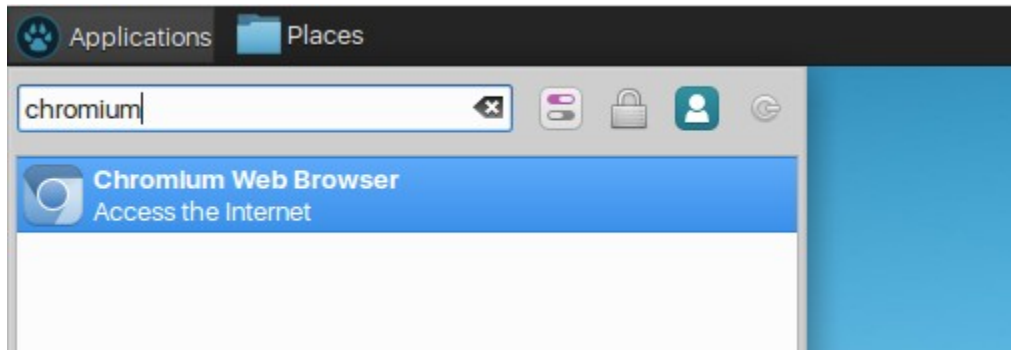 Applications Places
chromium
Chromium Web Browser
Access the Internet